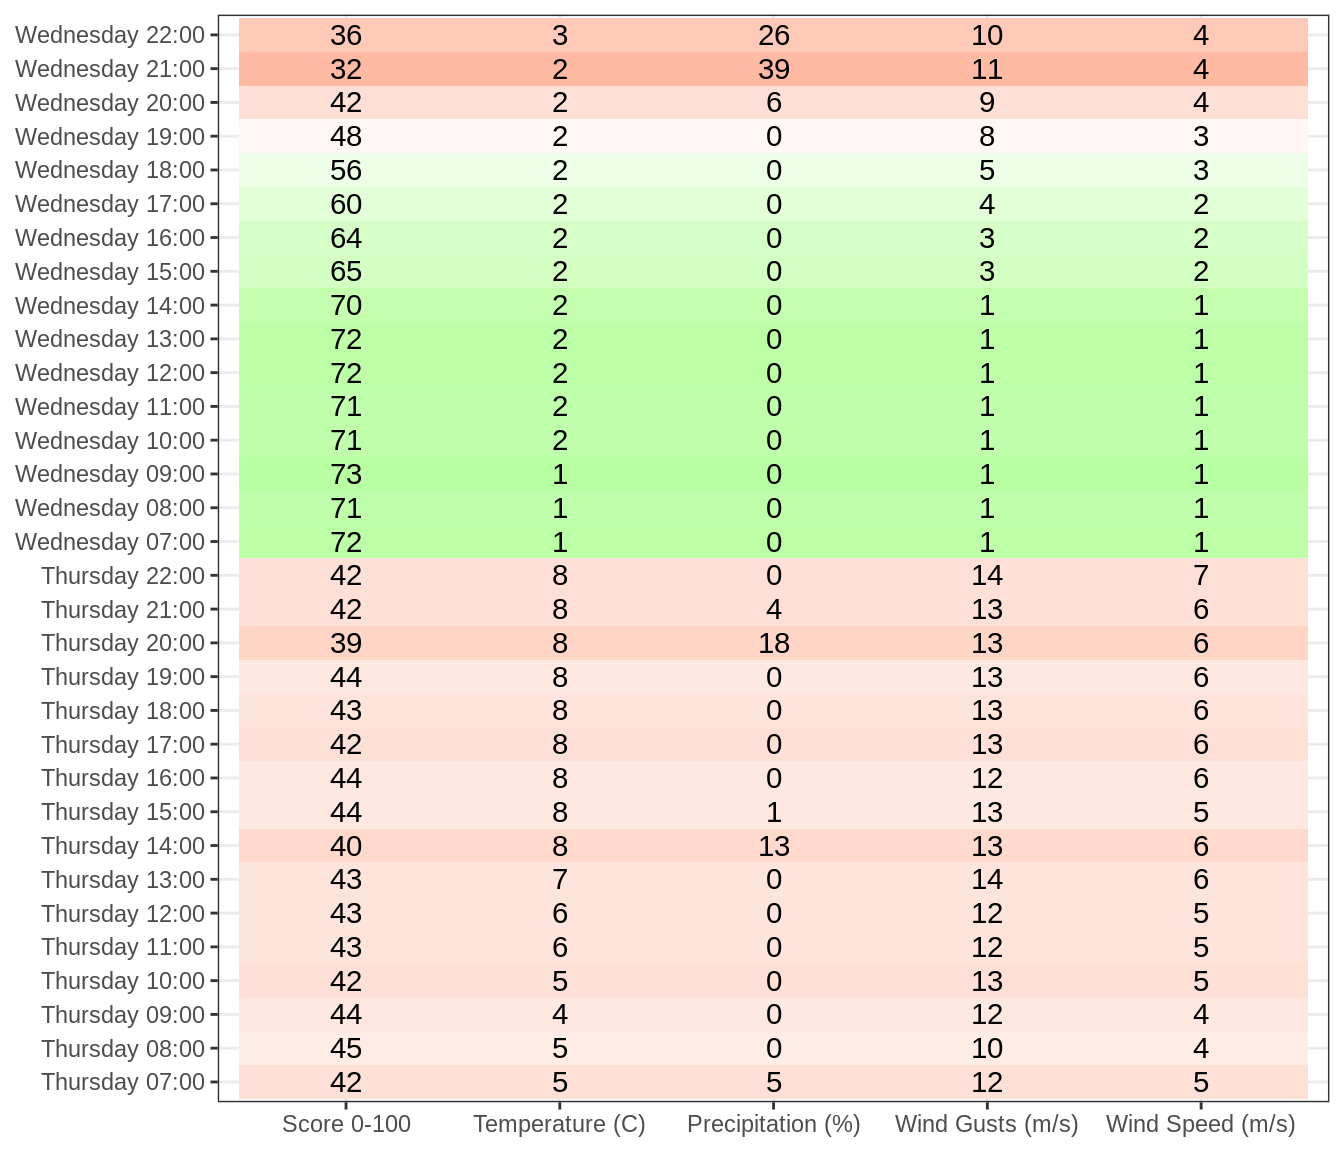 Wednesday 22:00 36 3 26 10 4
Wednesday 21:00 32 2 39 11 4
Wednesday 20:00 42 2 6 9 4
Wednesday 19:00 48 2 0 8 3
Wednesday 18:00 56 2 0 5 3
Wednesday 17:00 60 2 0 4 2
Wednesday 16:00 64 2 0 3 2
Wednesday 15:00 65 2 0 3 2
Wednesday 14:00 70 2 0 1 1
Wednesday 13:00 72 2 0 1 1
Wednesday 12:00 72 2 0 1 1
Wednesday 11:00 71 2 0 1 1
Wednesday 10:00 71 2 0 1 1
Wednesday 09:00 73 1 0 1 1
Wednesday 08:00 71 1 0 1 1
Wednesday 07:00 72 1 0 1 1
Thursday 22:00 42 8 0 14 7
Thursday 21:00 42 8 4 13 6
Thursday 20:00 39 8 18 13 6
Thursday 19:00 44 8 0 13 6
Thursday 18:00 43 8 0 13 6
Thursday 17:00 42 8 0 13 6
Thursday 16:00 44 8 0 12 6
Thursday 15:00 44 8 1 13 5
Thursday 14:00 40 8 13 13 6
Thursday 13:00 43 7 0 14 6
Thursday 12:00 43 6 0 12 5
Thursday 11:00 43 6 0 12 5
Thursday 10:00 42 5 0 13 5
Thursday 09:00 44 4 0 12 4
Thursday 08:00 45 5 0 10 4
Thursday 07:00 42 5 5 12 5
Score 0-100 Temperature (C) Precipitation (%) Wind Gusts (m/s) Wind Speed (m/s)